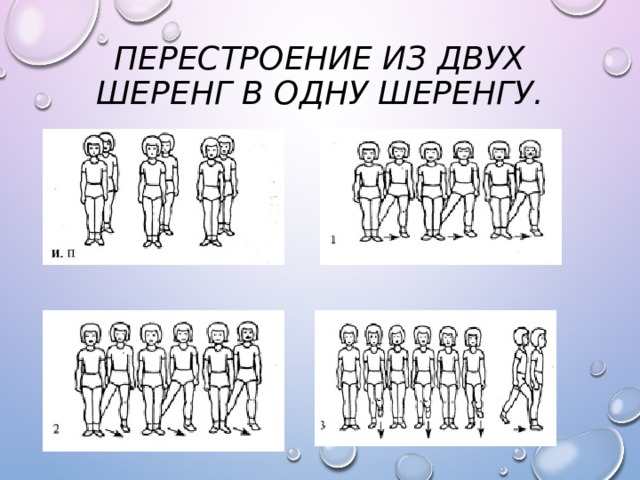 ПЕРЕСТРОЕНИЕ ИЗ ДВУХ
ШЕРЕНГ В ОДНУ ШЕРЕНГУ.
И. П
1
2
3